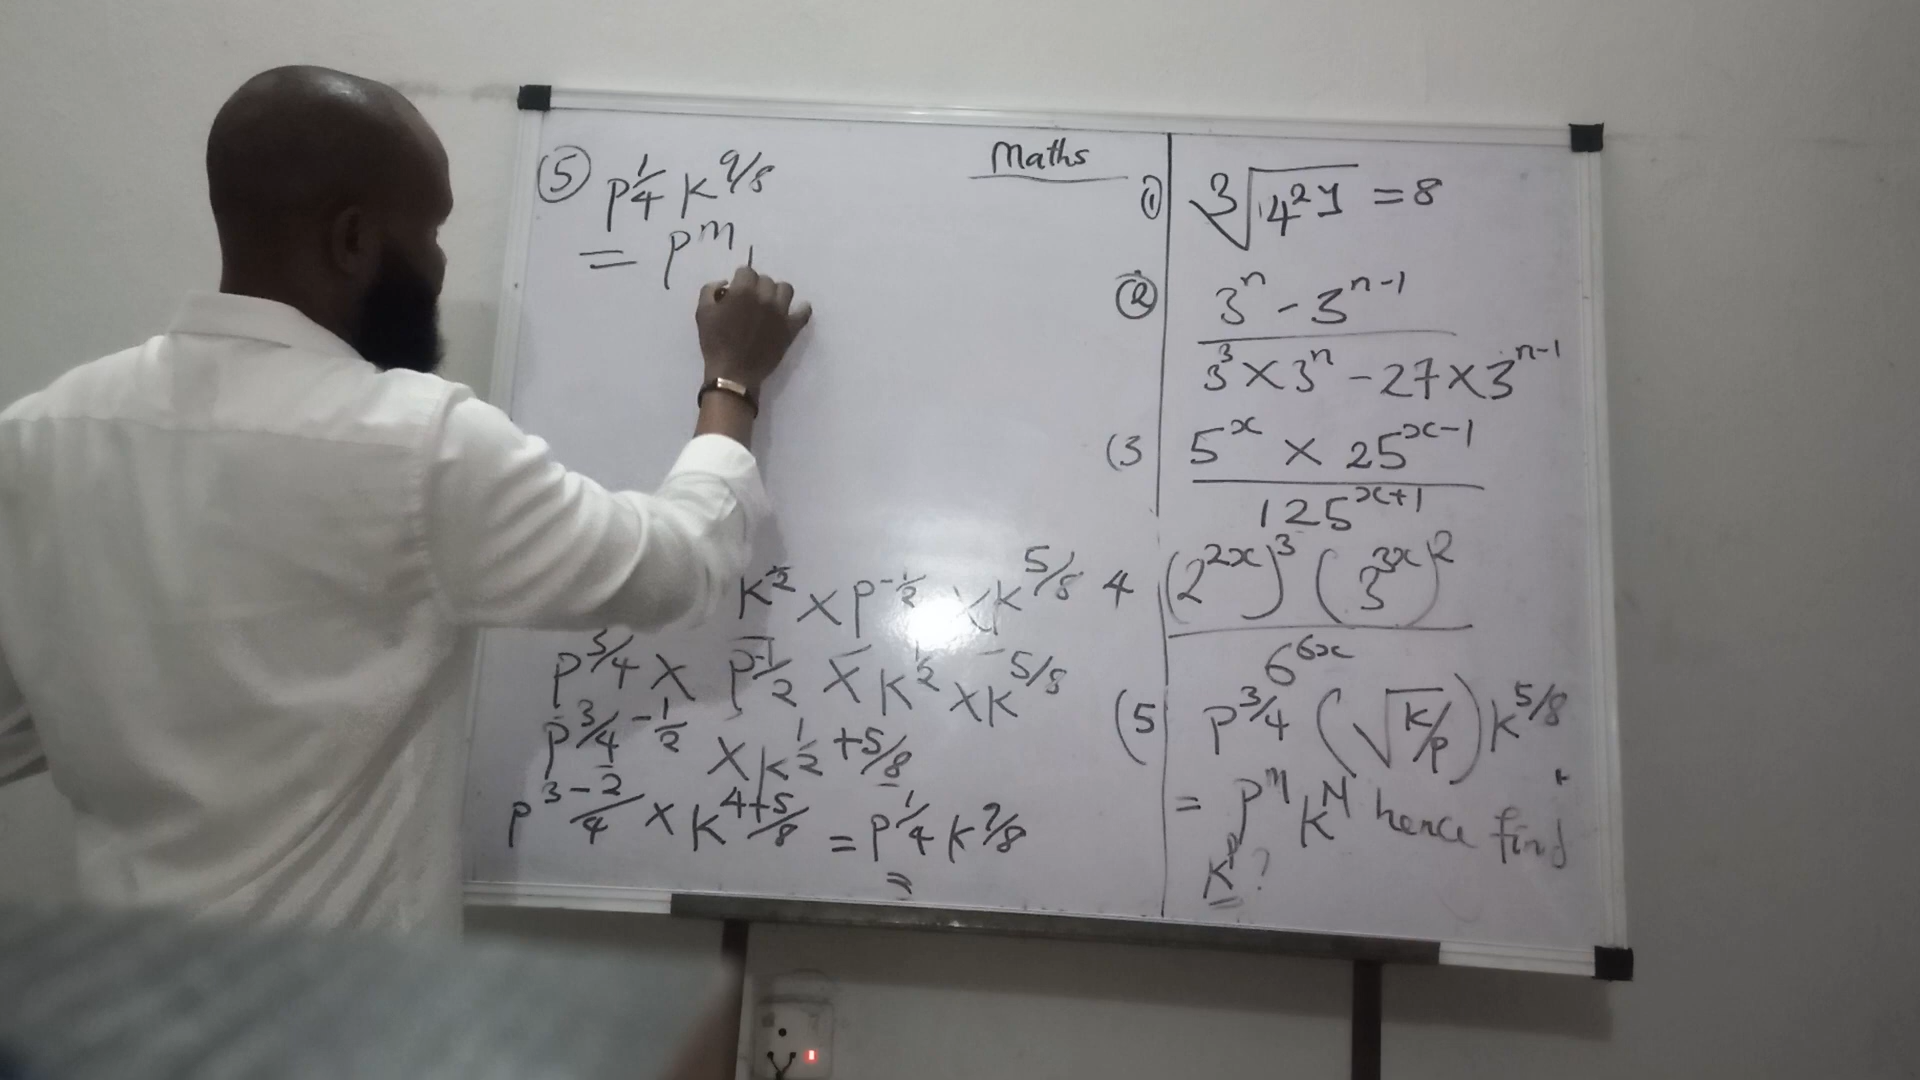 Maths
⑤ P^1/4 K^9/8
= P^m
K^1/2 × P^-1/2 × K^5/8
P^3/4 × P^-1/2 × K^1/2 × K^5/8
P^3/4 - 1/2 × K^1/2 + 5/8
P^3-2/4 × K^4+5/8 = P^1/4 K^9/8
=
① ∛(4^2y) = 8
② (3^n - 3^n-1) / (3^3 × 3^n - 27 × 3^n-1)
(3 (5^x × 25^x-1) / 125^x+1
4 (2^2x)^3 (3^3x)^2 / 6^6x
(5 P^3/4 (√K/P) K^5/8
= P^m K^N hence find
?